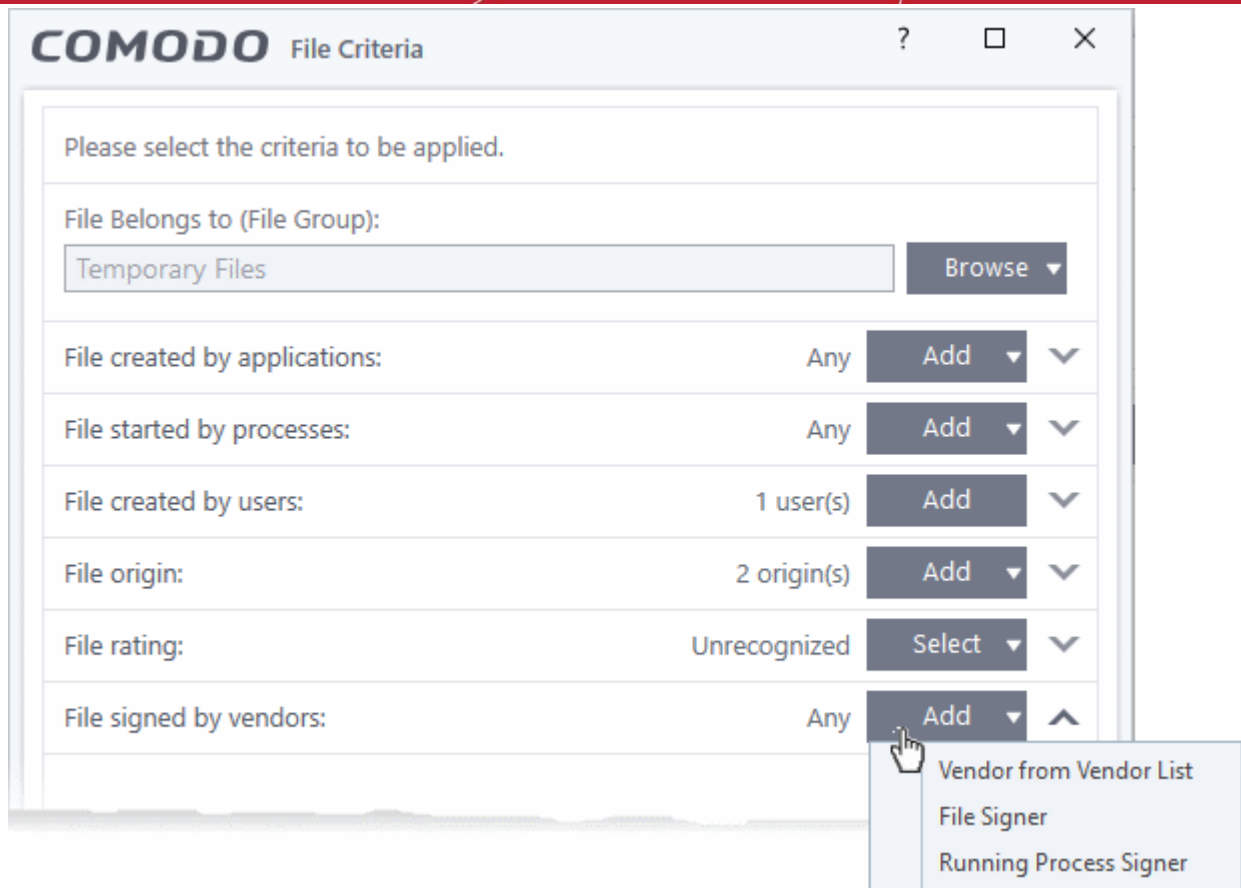 COMODO File Criteria ?
Please select the criteria to be applied.
File Belongs to (File Group):
Temporary Files Browse
File created by applications: Any Add
File started by processes: Any Add
File created by users: 1 user(s) Add
File origin: 2 origin(s) Add
File rating: Unrecognized Select
File signed by vendors: Any Add
Vendor from Vendor List
File Signer
Running Process Signer